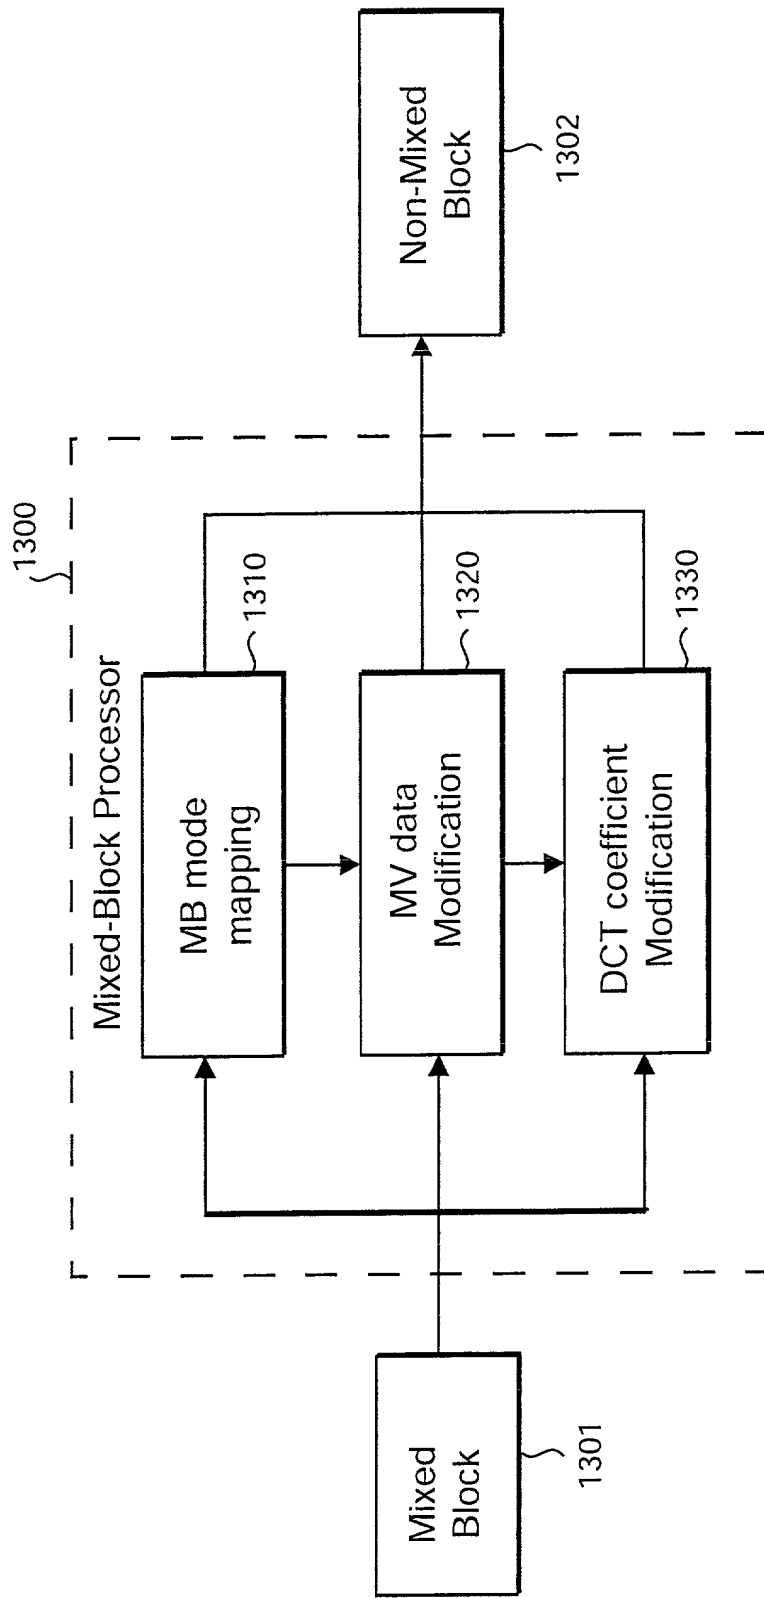 1300
Mixed-Block Processor
MB mode
mapping
1310
MV data
Modification
1320
DCT coefficient
Modification
1330
Mixed
Block
1301
Non-Mixed
Block
1302